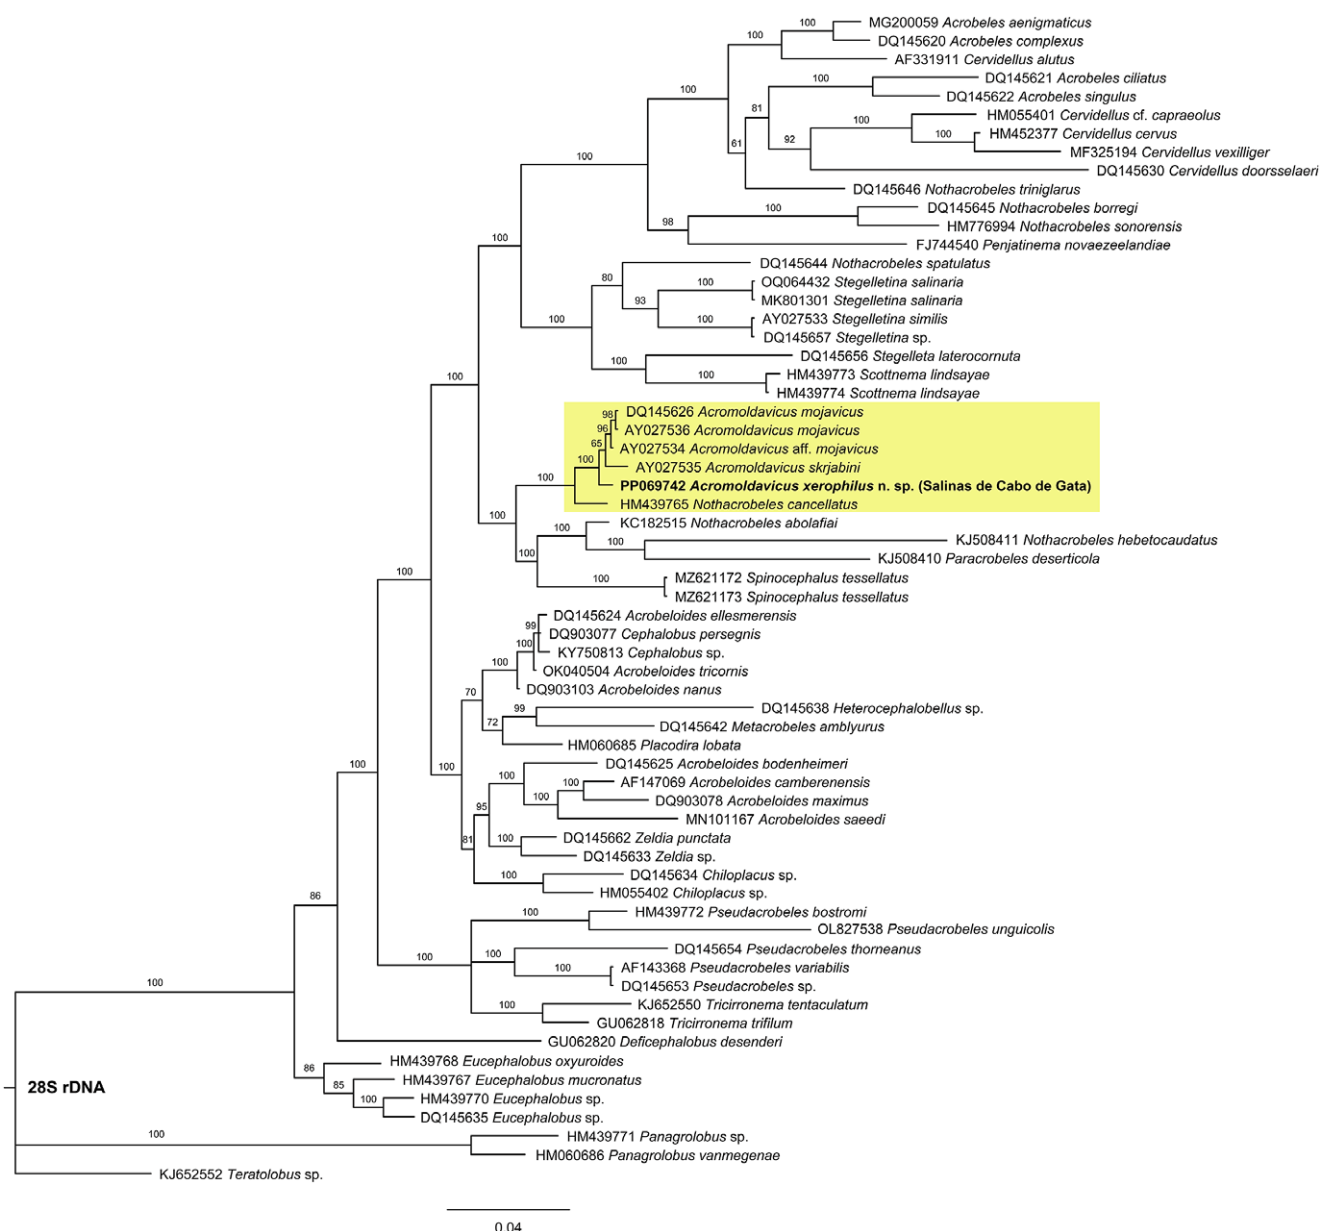 100
MG200059 Acrobeles aenigmaticus
DQ145620 Acrobeles complexus
100
AF331911 Cervidellus alutus
100
DQ145621 Acrobeles ciliatus
100
DQ145622 Acrobeles singulus
81
HM055401 Cervidellus cf. capraeolus
100
HM452377 Cervidellus cervus
100
MF325194 Cervidellus vexilliger
92
61
DQ145630 Cervidellus doorsselaeri
DQ145646 Nothacrobeles triniglarus
100
DQ145645 Nothacrobeles borregi
100
HM776994 Nothacrobeles sonorensis
98
FJ744540 Penjatinema novaezeelandiae
100
DQ145644 Nothacrobeles spatulatus
80
OQ064432 Stegelletina salinaria
100
MK801301 Stegelletina salinaria
93
AY027533 Stegelletina similis
100
DQ145657 Stegelletina sp.
100
DQ145656 Stegelleta laterocornuta
100
HM439773 Scottnema lindsayae
100
HM439774 Scottnema lindsayae
100
98
DQ145626 Acromoldavicus mojavicus
96
AY027536 Acromoldavicus mojavicus
65
AY027534 Acromoldavicus aff. mojavicus
100
AY027535 Acromoldavicus skrjabini
100
PP069742 Acromoldavicus xerophilus n. sp. (Salinas de Cabo de Gata)
HM439765 Nothacrobeles cancellatus
100
KC182515 Nothacrobeles abolafiai
100
KJ508411 Nothacrobeles hebetocaudatus
100
KJ508410 Paracrobeles deserticola
100
MZ621172 Spinocephalus tessellatus
100
MZ621173 Spinocephalus tessellatus
100
DQ145624 Acrobeloides ellesmerensis
99
DQ903077 Cephalobus persegnis
100
KY750813 Cephalobus sp.
100
OK040504 Acrobeloides tricornis
DQ903103 Acrobeloides nanus
70
DQ145638 Heterocephalobellus sp.
99
DQ145642 Metacrobeles amblyurus
72
HM060685 Placodira lobata
100
DQ145625 Acrobeloides bodenheimeri
100
AF147069 Acrobeloides camberenensis
100
DQ903078 Acrobeloides maximus
100
MN101167 Acrobeloides saeedi
95
DQ145662 Zeldia punctata
100
DQ145633 Zeldia sp.
81
DQ145634 Chiloplacus sp.
100
HM055402 Chiloplacus sp.
100
HM439772 Pseudacrobeles bostromi
100
OL827538 Pseudacrobeles unguicolis
DQ145654 Pseudacrobeles thorneanus
100
100
AF143368 Pseudacrobeles variabilis
100
DQ145653 Pseudacrobeles sp.
KJ652550 Tricirronema tentaculatum
100
GU062818 Tricirronema trifilum
86
GU062820 Deficephalobus desenderi
100
HM439768 Eucephalobus oxyuroides
86
HM439767 Eucephalobus mucronatus
85
HM439770 Eucephalobus sp.
100
DQ145635 Eucephalobus sp.
28S rDNA
100
HM439771 Panagrolobus sp.
HM060686 Panagrolobus vanmegenae
KJ652552 Teratolobus sp.
0.04